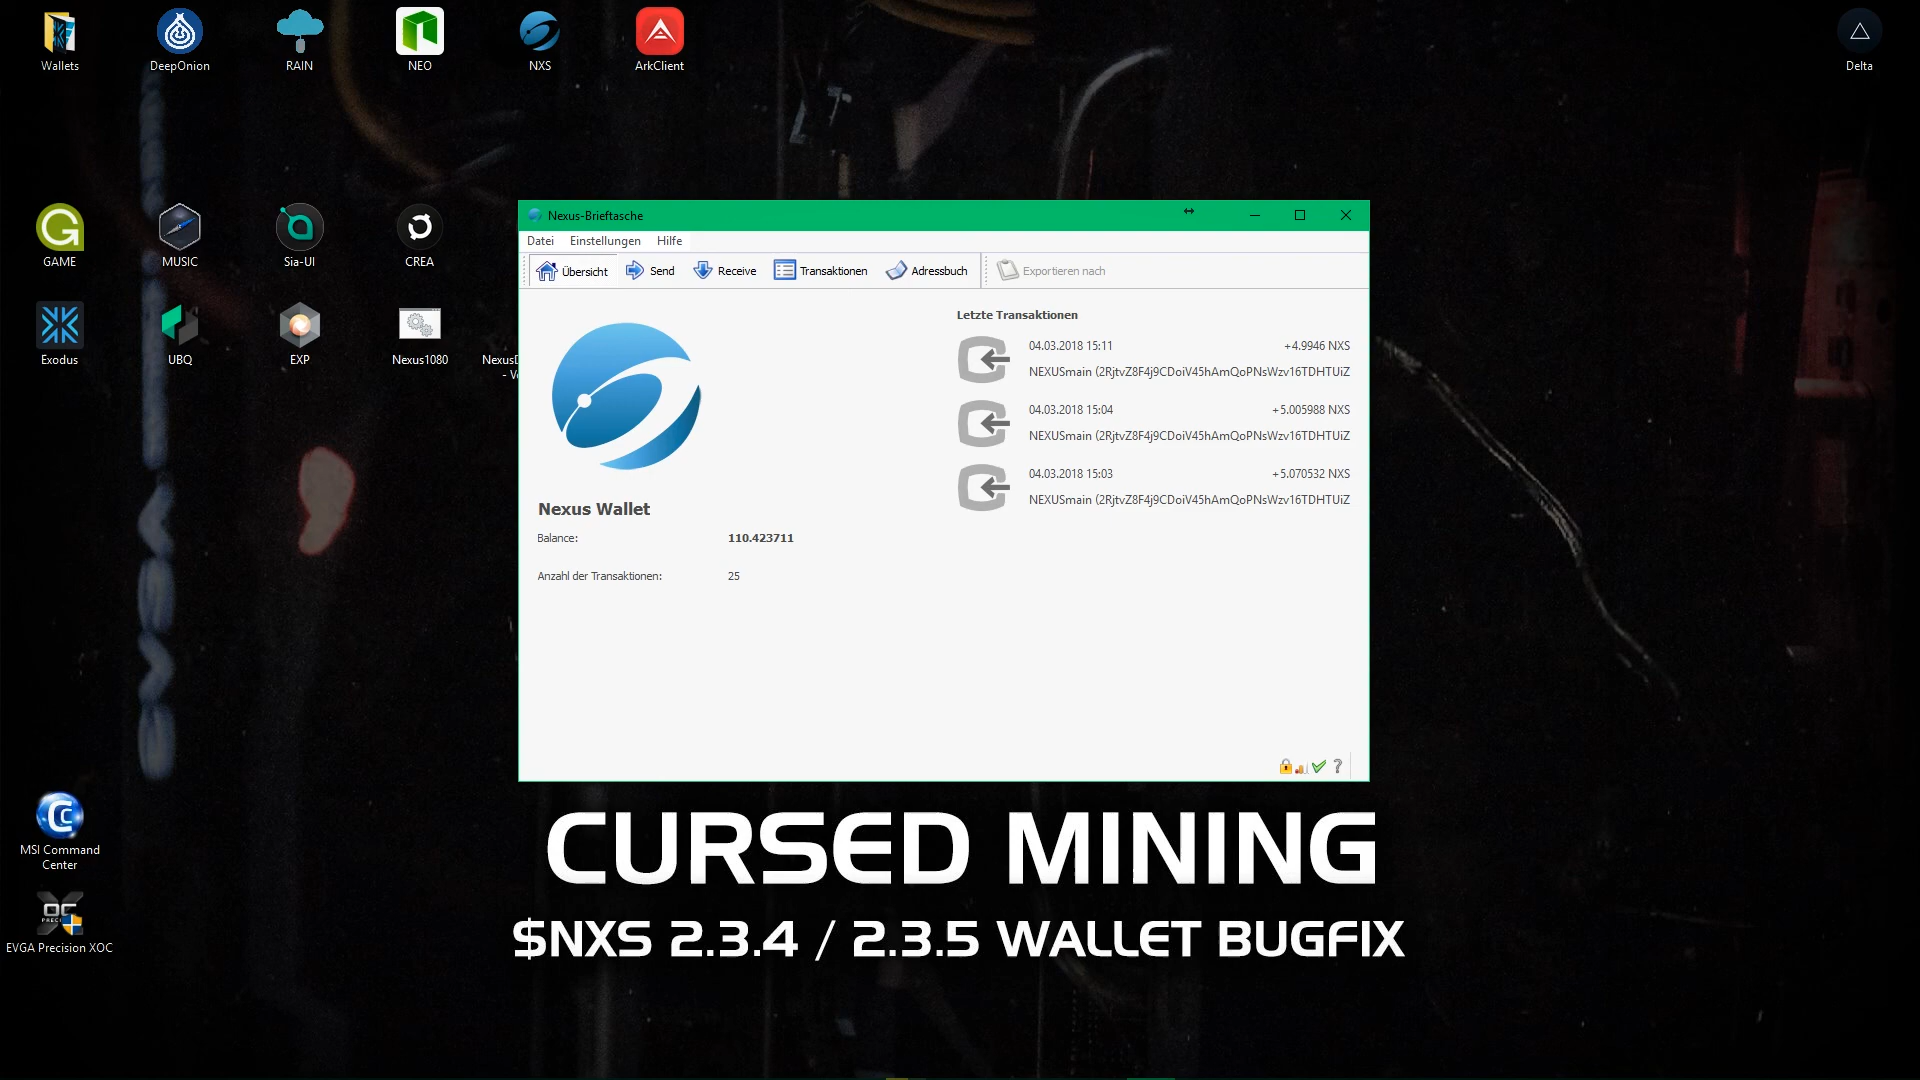 Wallets
DeepOnion
RAIN
NEO
NXS
ArkClient
Delta
GAME
MUSIC
Sia-UI
CREA
Exodus
UBQ
EXP
Nexus1080
MSI Command
Center
EVGA Precision XOC
Nexus-Brieftasche
Datei Einstellungen Hilfe
Übersicht Send Receive Transaktionen Adressbuch Exportieren nach
Letzte Transaktionen
04.03.2018 15:11 +4.9946 NXS
NEXUSmain (2RjtvZ8F4j9CDoiV45hAmQoPNsWzv16TDHTUiZ
04.03.2018 15:04 +5.005988 NXS
NEXUSmain (2RjtvZ8F4j9CDoiV45hAmQoPNsWzv16TDHTUiZ
04.03.2018 15:03 +5.070532 NXS
NEXUSmain (2RjtvZ8F4j9CDoiV45hAmQoPNsWzv16TDHTUiZ
Nexus Wallet
Balance: 110.423711
Anzahl der Transaktionen: 25
CURSED MINING
$NXS 2.3.4 / 2.3.5 WALLET BUGFIX